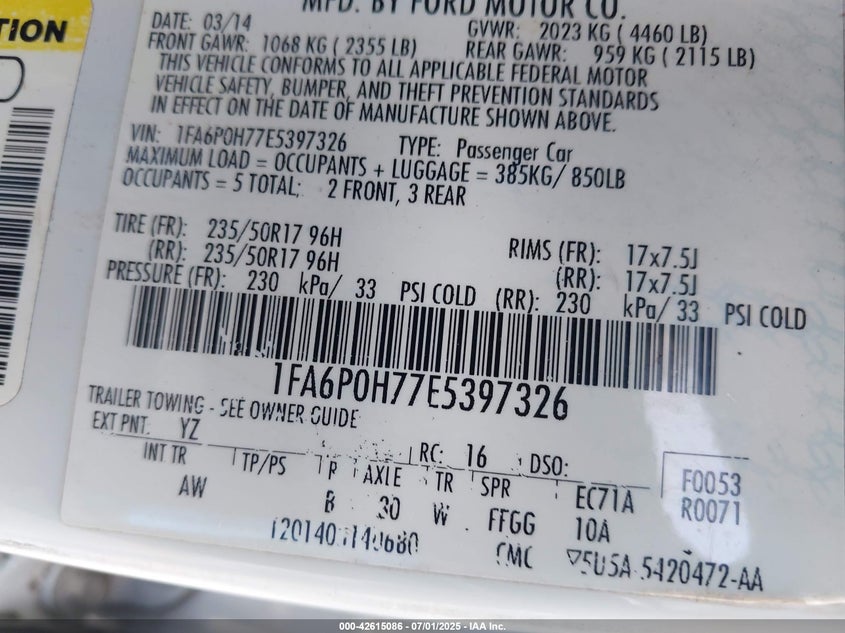 TION
MFD. BY FORD MOTOR CO.
DATE: 03/14 GVWR: 2023 KG ( 4460 LB)
FRONT GAWR: 1068 KG ( 2355 LB) REAR GAWR: 959 KG ( 2115 LB)
THIS VEHICLE CONFORMS TO ALL APPLICABLE FEDERAL MOTOR
VEHICLE SAFETY, BUMPER, AND THEFT PREVENTION STANDARDS
IN EFFECT ON THE DATE OF MANUFACTURE SHOWN ABOVE.
VIN: 1FA6P0H77E5397326 TYPE: Passenger Car
MAXIMUM LOAD = OCCUPANTS + LUGGAGE = 385KG/ 850LB
OCCUPANTS = 5 TOTAL; 2 FRONT, 3 REAR
TIRE (FR): 235/50R17 96H RIMS (FR): 17x7.5J
(RR): 235/50R17 96H (RR): 17x7.5J
PRESSURE (FR): 230 kPa/ 33 PSI COLD (RR): 230 kPa/ 33 PSI COLD
1FA6P0H77E5397326
TRAILER TOWING - SEE OWNER GUIDE
EXT PNT: YZ RC: 16 DSO: F0053
INT TR TP/PS R AXLE TR SPR EC71A R0071
AW B 30 W FFGG 10A
CMC 5U5A 5420472-AA
000-42615086 - 07/01/2025 - IAA Inc.